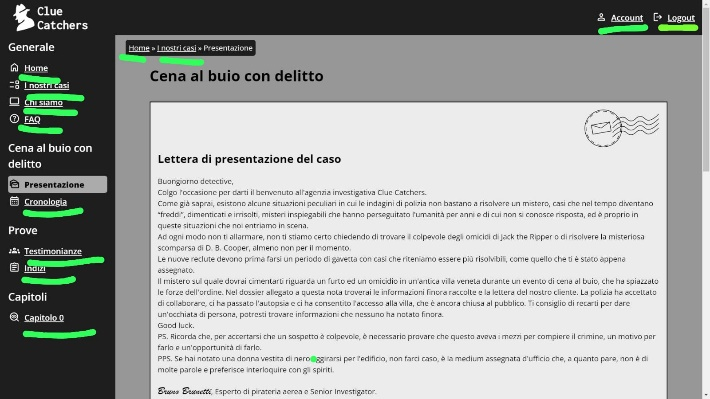 Clue
Catchers
Account
Logout
Generale
Home
I nostri casi
Chi siamo
FAQ
Cena al buio con
delitto
Presentazione
Cronologia
Prove
Testimonianze
Indizi
Capitoli
Capitolo 0
Home » I nostri casi » Presentazione
Cena al buio con delitto
Lettera di presentazione del caso
Buongiorno detective,
Colgo l'occasione per darti il benvenuto all'agenzia investigativa Clue Catchers.
Come già saprai, esistono alcune situazioni peculiari in cui le indagini di polizia non bastano a risolvere un mistero, casi che nel tempo diventano
“freddi”, dimenticati e irrisolti, misteri inspiegabili che hanno perseguitato l'umanità per anni e di cui non si conosce risposta, ed è proprio in
queste situazioni che noi entriamo in scena.
Ad ogni modo non ti allarmare, non ti stiamo certo chiedendo di trovare il colpevole degli omicidi di Jack the Ripper o di risolvere la misteriosa
scomparsa di D. B. Cooper, almeno non per il momento.
Le nuove reclute devono prima farsi un periodo di gavetta con casi che riteniamo essere più risolvibili, come quello che ti è stato appena
assegnato.
Il mistero sul quale dovrai cimentarti riguarda un furto ed un omicidio in un'antica villa veneta durante un evento di cena al buio, che ha spiazzato
le forze dell'ordine. Nel dossier allegato a questa nota troverai le informazioni finora raccolte e la lettera del nostro cliente. La polizia ha accettato
di collaborare, ci ha passato l'autopsia e ci ha consentito l'accesso alla villa, che è ancora chiusa al pubblico. Ti consiglio di recarti per dare
un'occhiata di persona, potresti trovare informazioni che nessuno ha notato finora.
Good luck.
PS. Ricorda che, per accertarsi che un sospetto è colpevole, è necessario provare che questo aveva i mezzi per compiere il crimine, un motivo per
farlo e un'opportunità di farlo.
PPS. Se hai notato una donna vestita di nero ggirarsi per l'edificio, non farci caso, è la medium assegnata d'ufficio che, a quanto pare, non è di
molte parole e preferisce interloquire con gli spiriti.
Bruno Brunetti, Esperto di pirateria aerea e Senior Investigator.